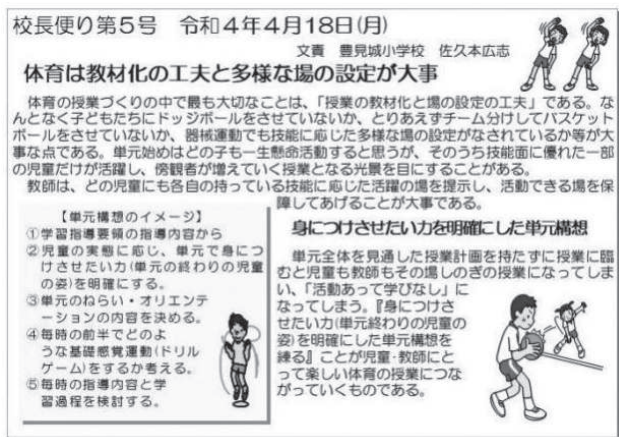 校長便り第5号　令和4年4月18日(月)
文責　豊見城小学校　佐久本広志
体育は教材化の工夫と多様な場の設定が大事
　体育の授業づくりの中で最も大切なことは、「授業の教材化と場の設定の工夫」である。な
んとなく子どもたちにドッジボールをさせていないか、とりあえずチーム分けしてバスケット
ボールをさせていないか、器械運動でも技能に応じた多様な場の設定がなされているか等が大
事な点である。単元始めはどの子も一生懸命活動すると思うが、そのうち技能面に優れた一部
の児童だけが活躍し、傍観者が増えていく授業となる光景を目にすることがある。
　教師は、どの児童にも各自の持っている技能に応じた活躍の場を提示し、活動できる場を保
障してあげることが大事である。
【単元構想のイメージ】
①学習指導要領の指導内容から
②児童の実態に応じ、単元で身につ
けさせたい力(単元の終わりの児童
の姿)を明確にする。
③単元のねらい・オリエンテ
ーションの内容を決める。
④毎時の前半でどのよ
うな基礎感覚運動(ドリル
ゲーム)をするか考える。
⑤毎時の指導内容と学
習過程を検討する。
身につけさせたい力を明確にした単元構想
　単元全体を見通した授業計画を持たずに授業に臨
むと児童も教師もその場しのぎの授業になってしま
い、「活動あって学びなし」に
なってしまう。『身につけさ
せたい力(単元終わりの児童の
姿)を明確にした単元構想を
練る』ことが児童・教師にと
って楽しい体育の授業につな
がっていくものである。